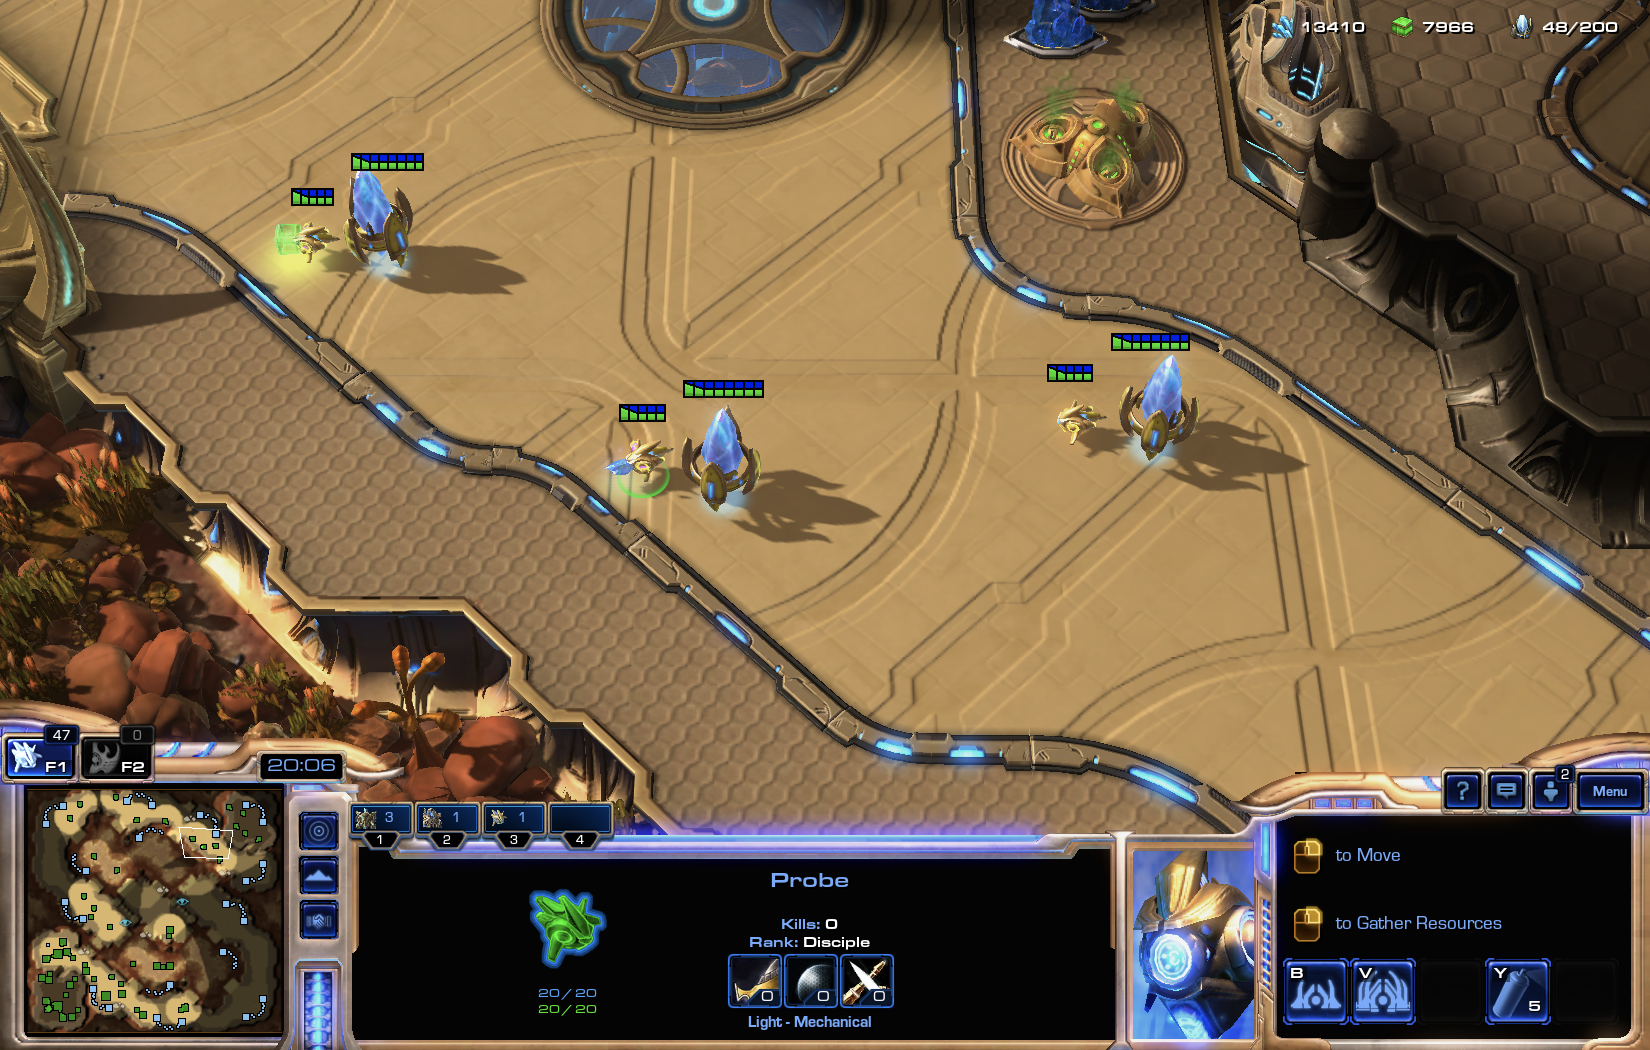 13410 7966 48/200
47 0
F1 F2
20:06
3 1 1
1 2 3 4
? 2 Menu
Probe
Kills: 0
Rank: Disciple
0 0 0
20/20
20/20
Light - Mechanical
to Move
to Gather Resources
B V Y
5